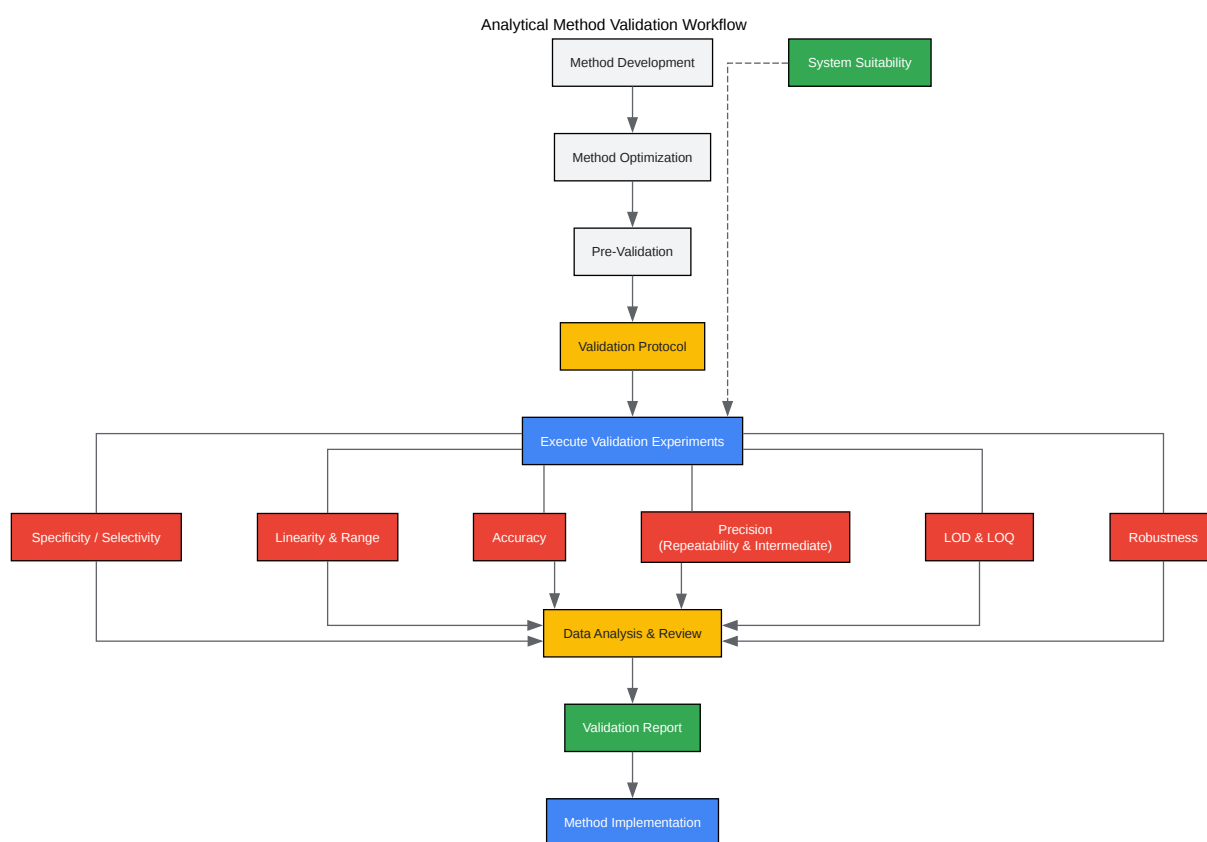 Analytical Method Validation Workflow
Method Development
System Suitability
Method Optimization
Pre-Validation
Validation Protocol
Execute Validation Experiments
Specificity / Selectivity
Linearity & Range
Accuracy
Precision
(Repeatability & Intermediate)
LOD & LOQ
Robustness
Data Analysis & Review
Validation Report
Method Implementation